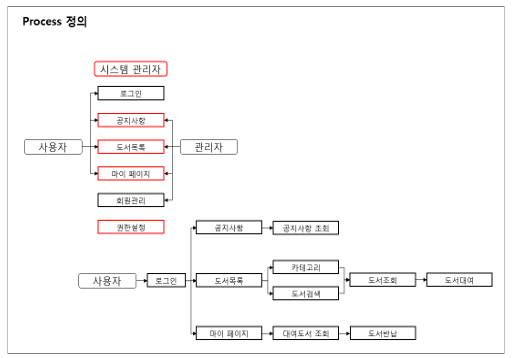 Process 정의
시스템 관리자
로그인
공지사항
사용자
도서목록
관리자
마이 페이지
회원관리
권한설정
공지사항
공지사항 조회
카테고리
사용자
로그인
도서목록
도서조회
도서대여
도서검색
마이 페이지
대여도서 조회
도서반납